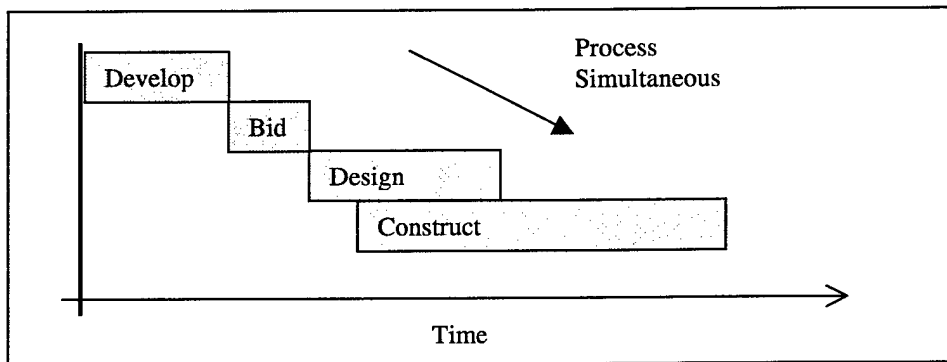 Process
Simultaneous
Develop
Bid
Design
Construct
Time